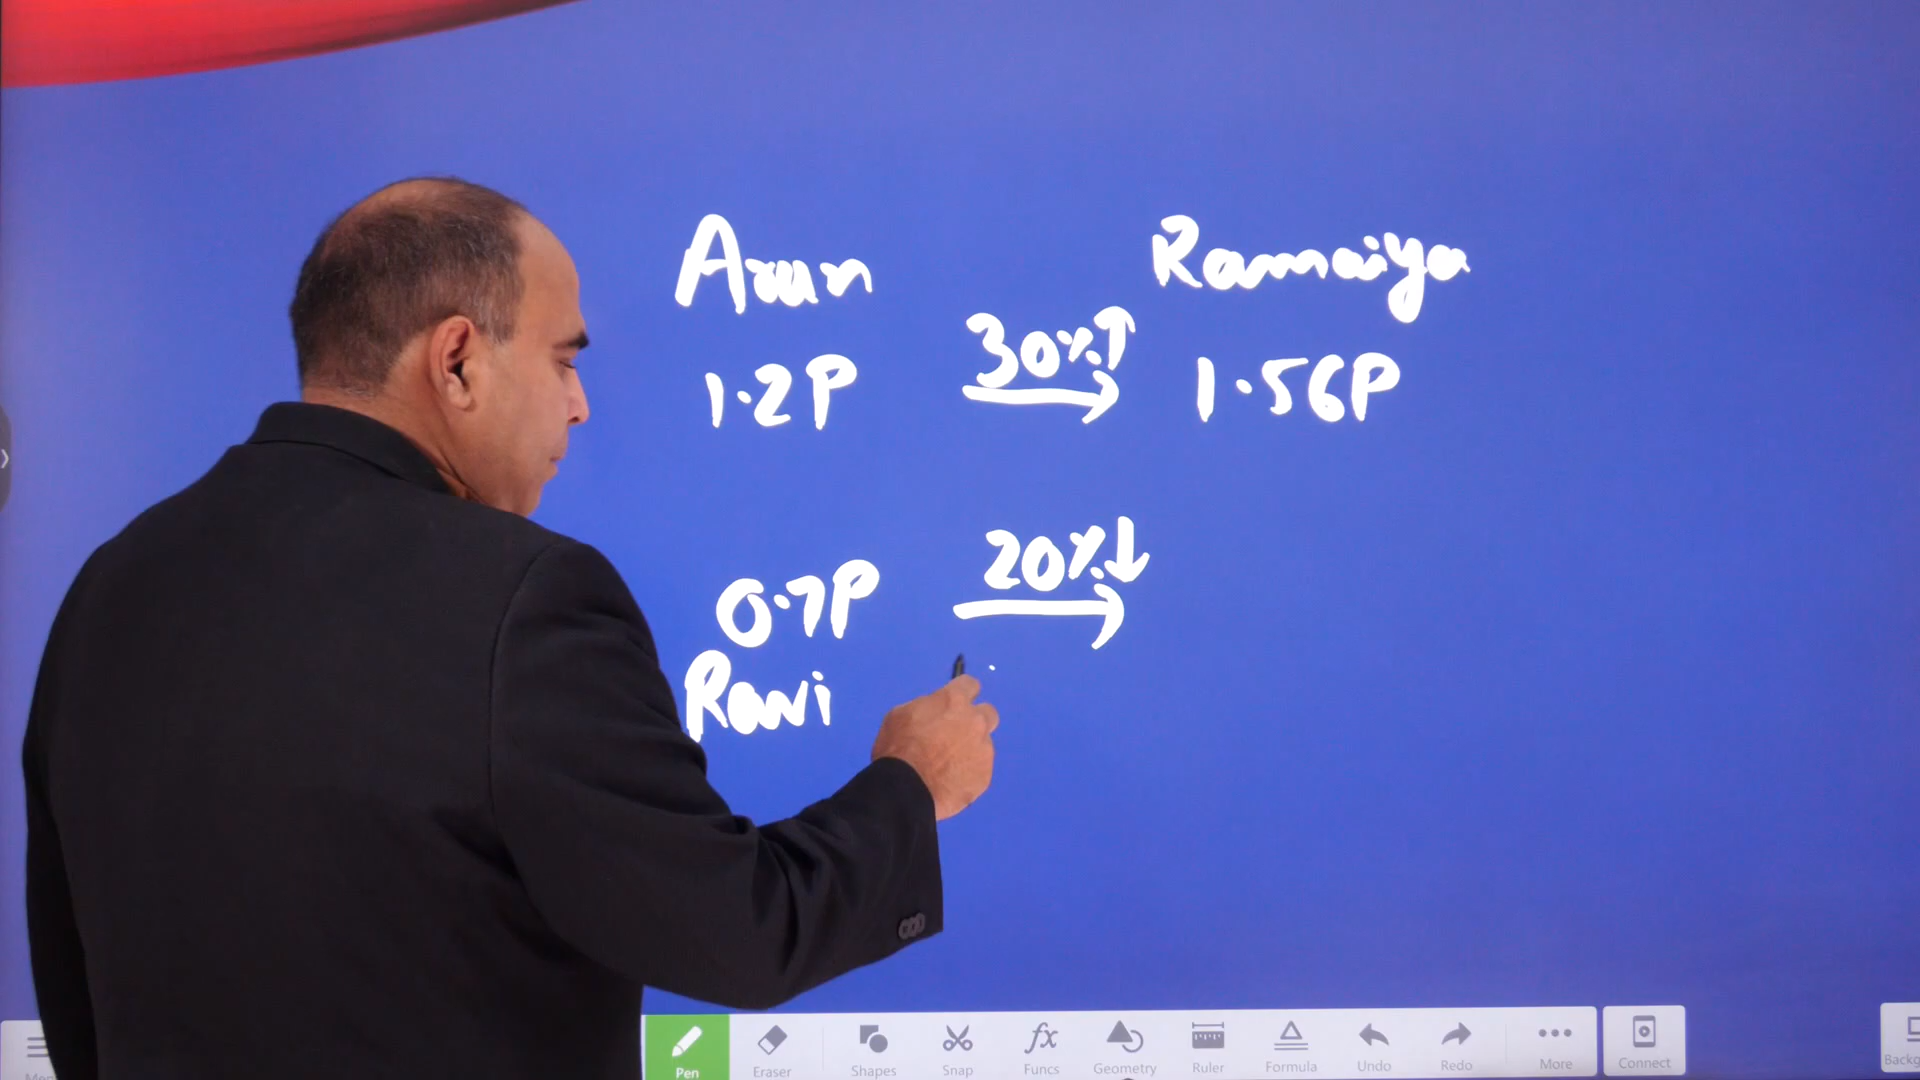 Arun
Ramaiya
1.2P
30%↑
1.56P
20%↓
0.7P
Ravi
Pen
Eraser
Shapes
Snap
fx
Funcs
Geometry
Ruler
Formula
Undo
Redo
More
Connect